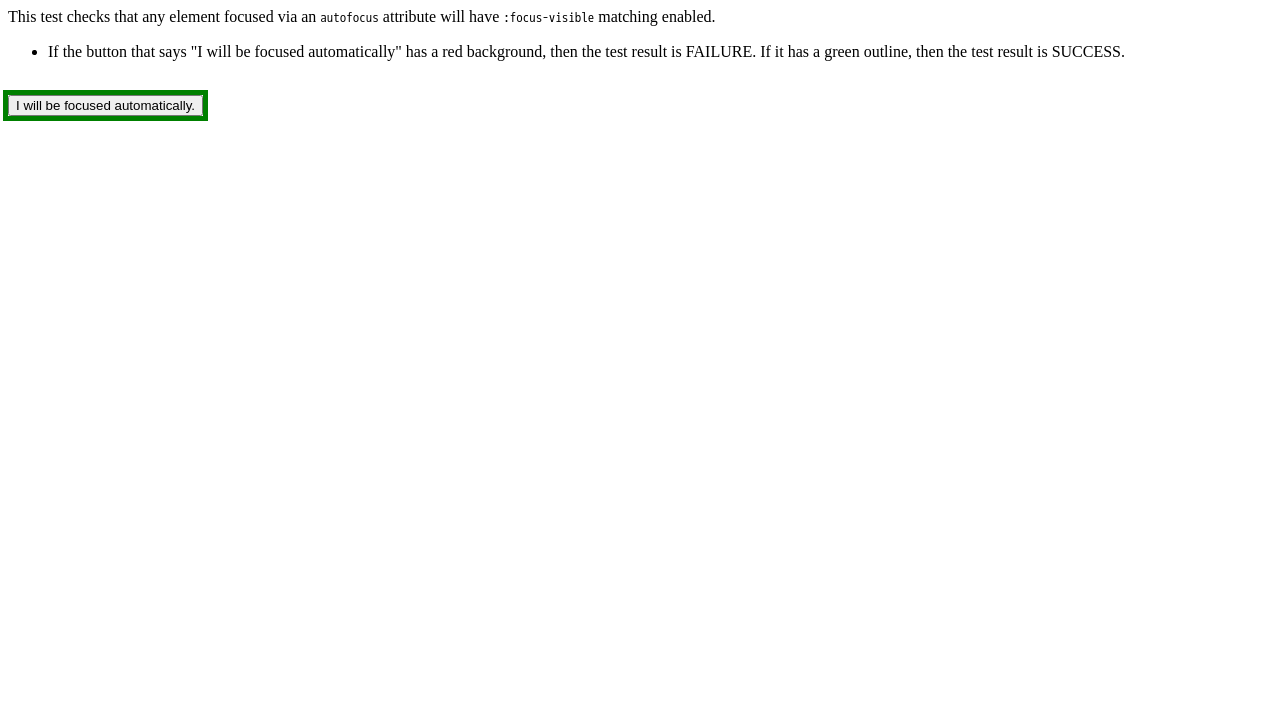 This test checks that any element focused via an autofocus attribute will have :focus-visible matching enabled.
If the button that says "I will be focused automatically" has a red background, then the test result is FAILURE. If it has a green outline, then the test result is SUCCESS.
I will be focused automatically.